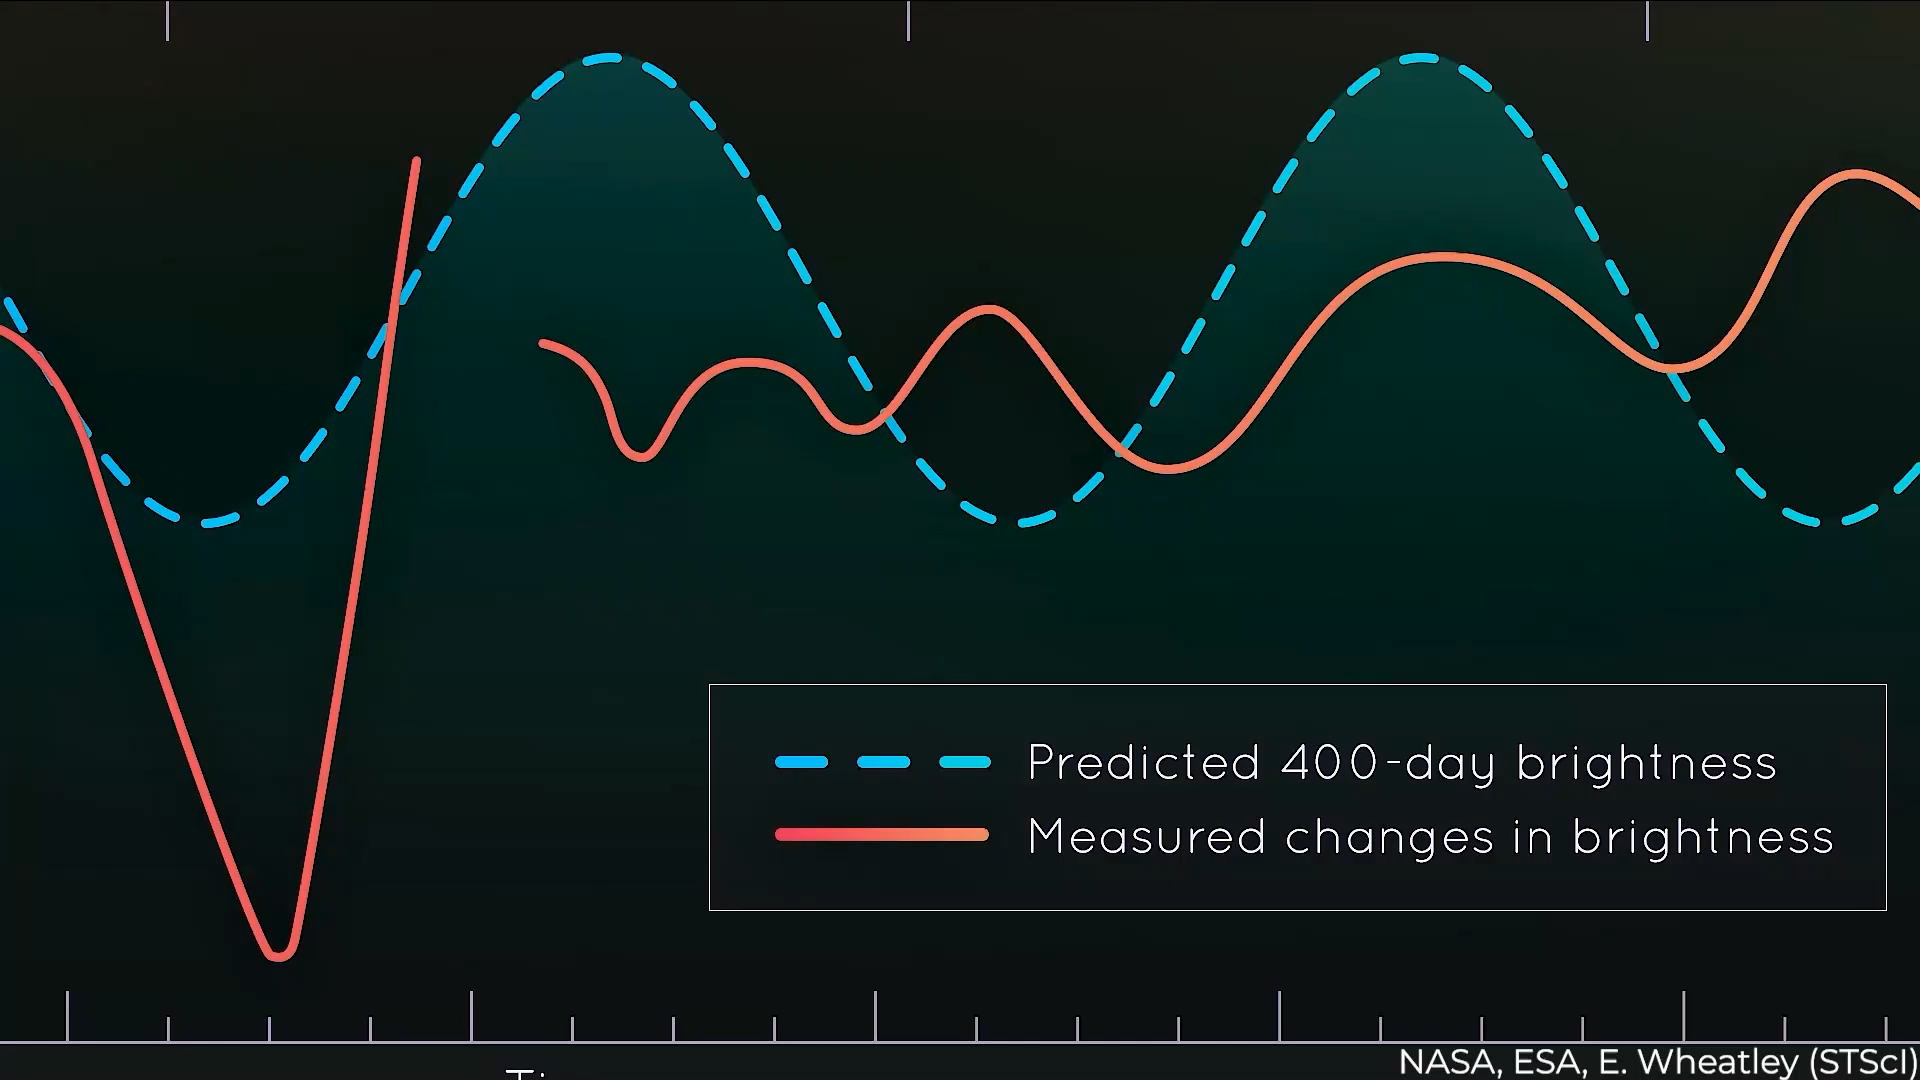 Predicted 400-day brightness
Measured changes in brightness
NASA, ESA, E. Wheatley (STScI)